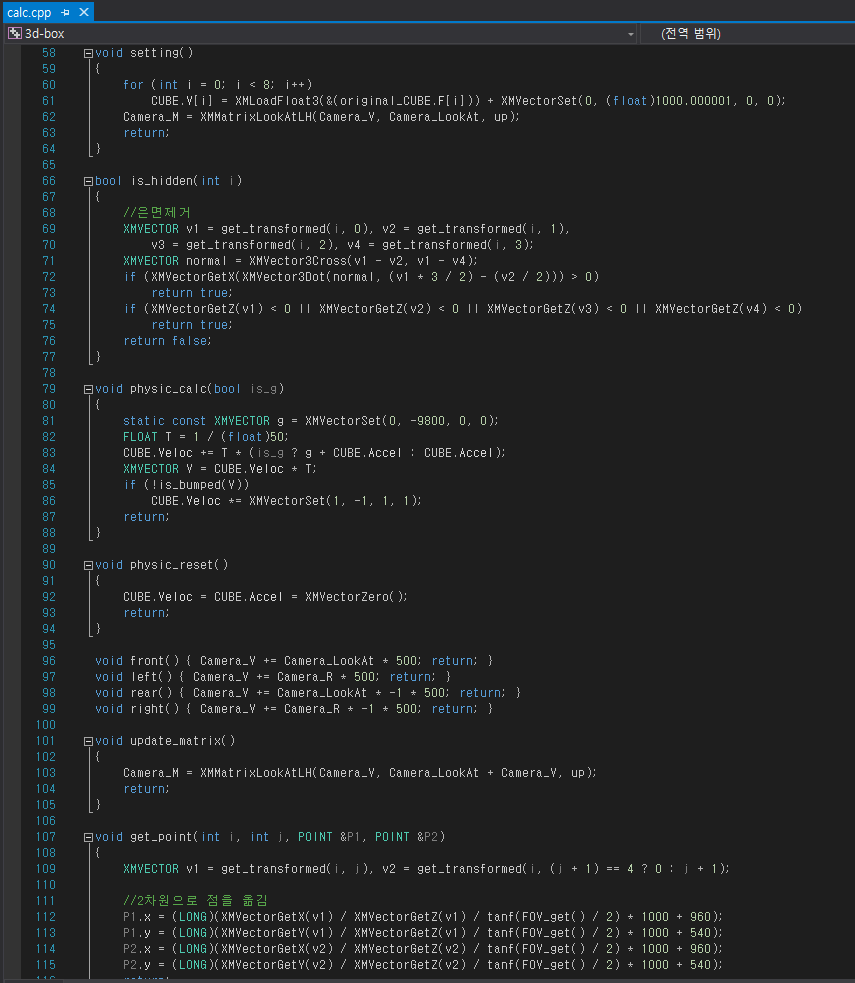 calc.cpp
3d-box (전역 범위)
58 void setting()
59 {
60 for (int i = 0; i < 8; i++)
61 CUBE.V[i] = XMLoadFloat3(&(original_CUBE.F[i])) + XMVectorSet(0, (float)1000.000001, 0, 0);
62 Camera_M = XMMatrixLookAtLH(Camera_V, Camera_LookAt, up);
63 return;
64 }
65
66 bool is_hidden(int i)
67 {
68 //은면제거
69 XMVECTOR v1 = get_transformed(i, 0), v2 = get_transformed(i, 1),
70 v3 = get_transformed(i, 2), v4 = get_transformed(i, 3);
71 XMVECTOR normal = XMVector3Cross(v1 - v2, v1 - v4);
72 if (XMVectorGetX(XMVector3Dot(normal, (v1 * 3 / 2) - (v2 / 2))) > 0)
73 return true;
74 if (XMVectorGetZ(v1) < 0 || XMVectorGetZ(v2) < 0 || XMVectorGetZ(v3) < 0 || XMVectorGetZ(v4) < 0)
75 return true;
76 return false;
77 }
78
79 void physic_calc(bool is_g)
80 {
81 static const XMVECTOR g = XMVectorSet(0, -9800, 0, 0);
82 FLOAT T = 1 / (float)50;
83 CUBE.Veloc += T * (is_g ? g + CUBE.Accel : CUBE.Accel);
84 XMVECTOR V = CUBE.Veloc * T;
85 if (!is_bumped(V))
86 CUBE.Veloc *= XMVectorSet(1, -1, 1, 1);
87 return;
88 }
89
90 void physic_reset()
91 {
92 CUBE.Veloc = CUBE.Accel = XMVectorZero();
93 return;
94 }
95
96 void front() { Camera_V += Camera_LookAt * 500; return; }
97 void left() { Camera_V += Camera_R * 500; return; }
98 void rear() { Camera_V += Camera_LookAt * -1 * 500; return; }
99 void right() { Camera_V += Camera_R * -1 * 500; return; }
100
101 void update_matrix()
102 {
103 Camera_M = XMMatrixLookAtLH(Camera_V, Camera_LookAt + Camera_V, up);
104 return;
105 }
106
107 void get_point(int i, int j, POINT &P1, POINT &P2)
108 {
109 XMVECTOR v1 = get_transformed(i, j), v2 = get_transformed(i, (j + 1) == 4 ? 0 : j + 1);
110
111 //2차원으로 점을 옮김
112 P1.x = (LONG)(XMVectorGetX(v1) / XMVectorGetZ(v1) / tanf(FOV_get() / 2) * 1000 + 960);
113 P1.y = (LONG)(XMVectorGetY(v1) / XMVectorGetZ(v1) / tanf(FOV_get() / 2) * 1000 + 540);
114 P2.x = (LONG)(XMVectorGetX(v2) / XMVectorGetZ(v2) / tanf(FOV_get() / 2) * 1000 + 960);
115 P2.y = (LONG)(XMVectorGetY(v2) / XMVectorGetZ(v2) / tanf(FOV_get() / 2) * 1000 + 540);